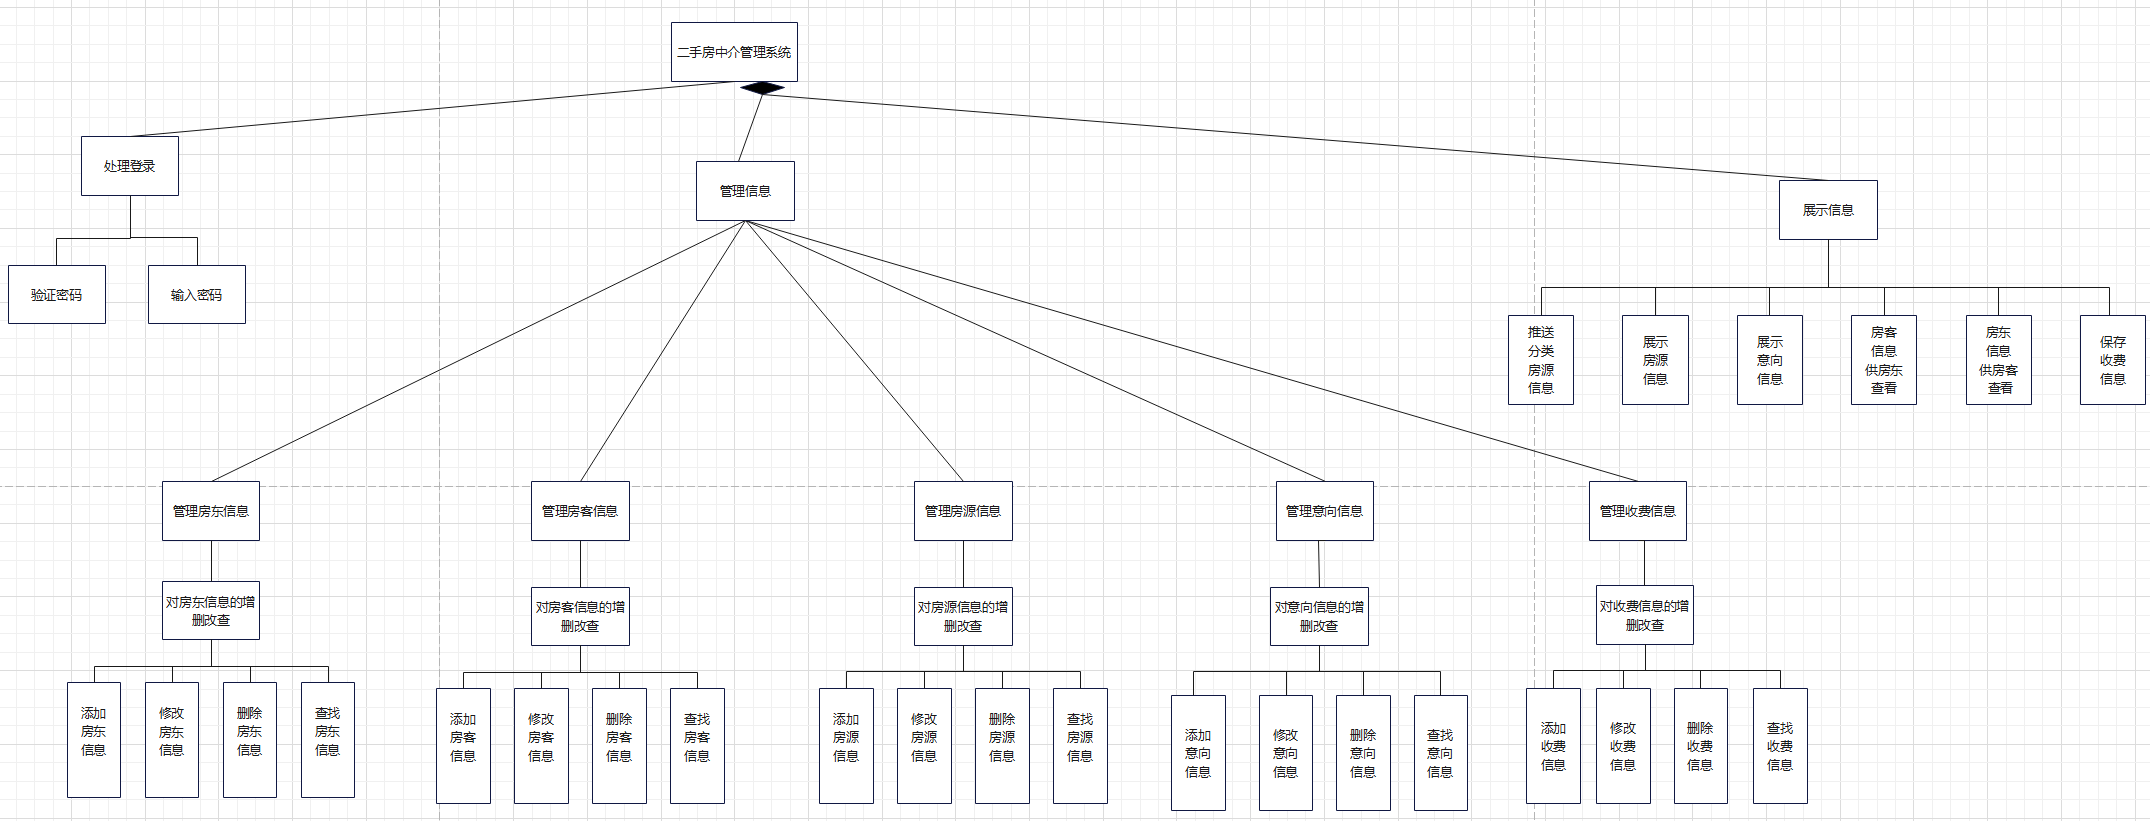 二手房中介管理系统
处理登录
管理信息
展示信息
验证密码
输入密码
推送
分类
房源
信息
展示
房源
信息
展示
意向
信息
房客
信息
供房东
查看
房东
信息
供房客
查看
保存
收费
信息
管理房东信息
管理房客信息
管理房源信息
管理意向信息
管理收费信息
对房东信息的增
删改查
对房客信息的增
删改查
对房源信息的增
删改查
对意向信息的增
删改查
对收费信息的增
删改查
添加
房东
信息
修改
房东
信息
删除
房东
信息
查找
房东
信息
添加
房客
信息
修改
房客
信息
删除
房客
信息
查找
房客
信息
添加
房源
信息
修改
房源
信息
删除
房源
信息
查找
房源
信息
添加
意向
信息
修改
意向
信息
删除
意向
信息
查找
意向
信息
添加
收费
信息
修改
收费
信息
删除
收费
信息
查找
收费
信息